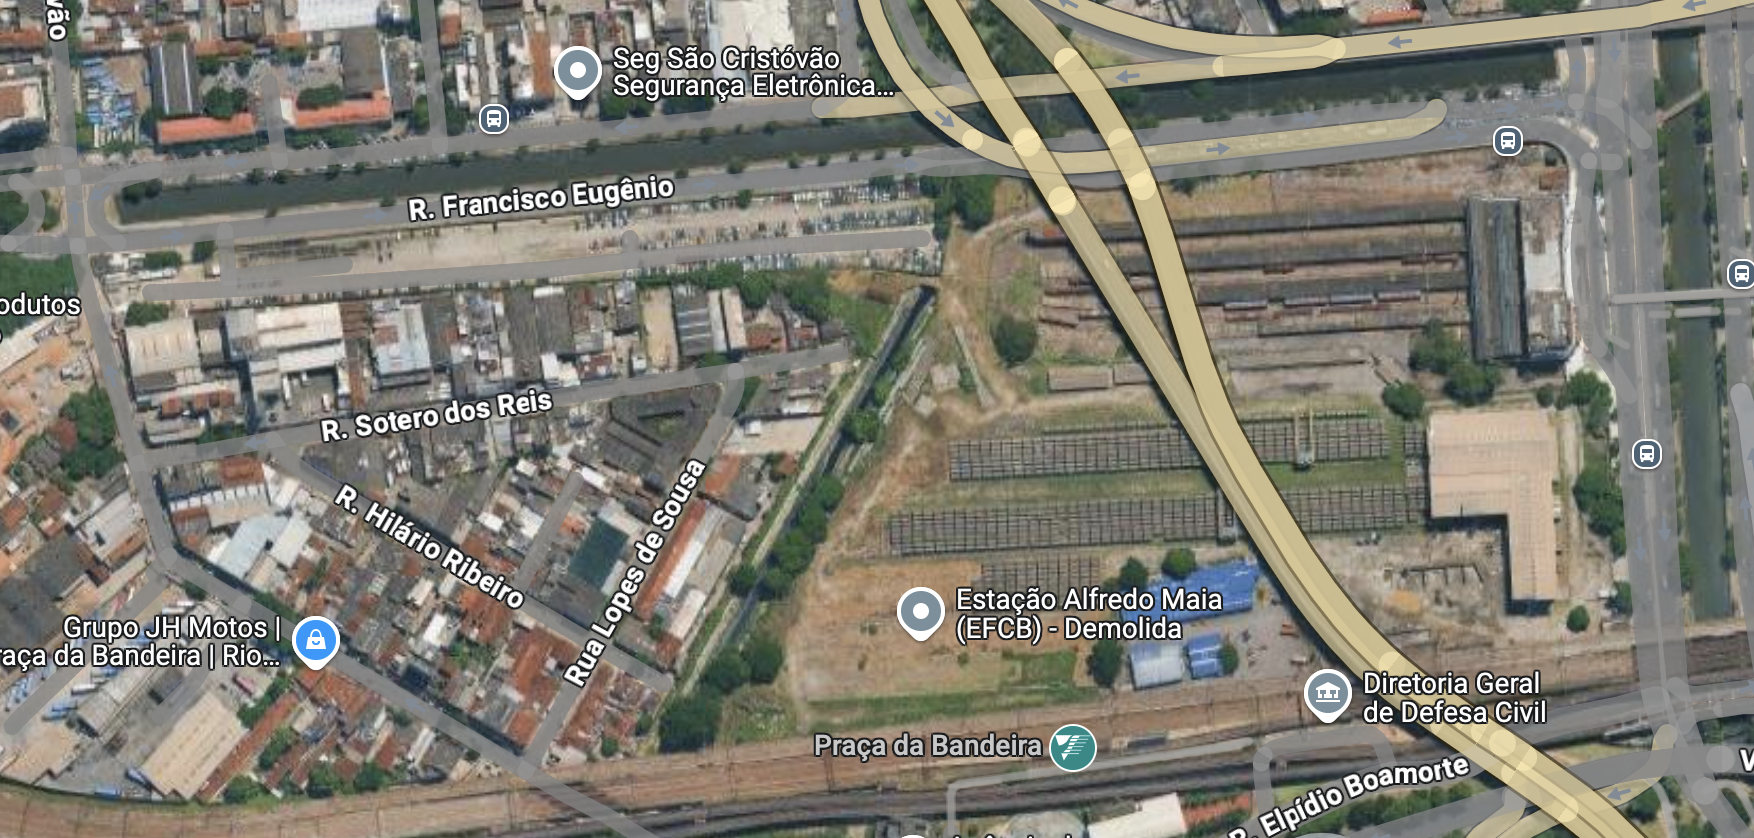 vão
Seg São Cristóvão
Segurança Eletrônica...
R. Francisco Eugênio
odutos
R. Sotero dos Reis
R. Hilário Ribeiro
Rua Lopes de Sousa
Grupo JH Motos |
raça da Bandeira | Rio...
Estação Alfredo Maia
(EFCB) - Demolida
Diretoria Geral
de Defesa Civil
Praça da Bandeira
R. Elpídio Boamorte
V